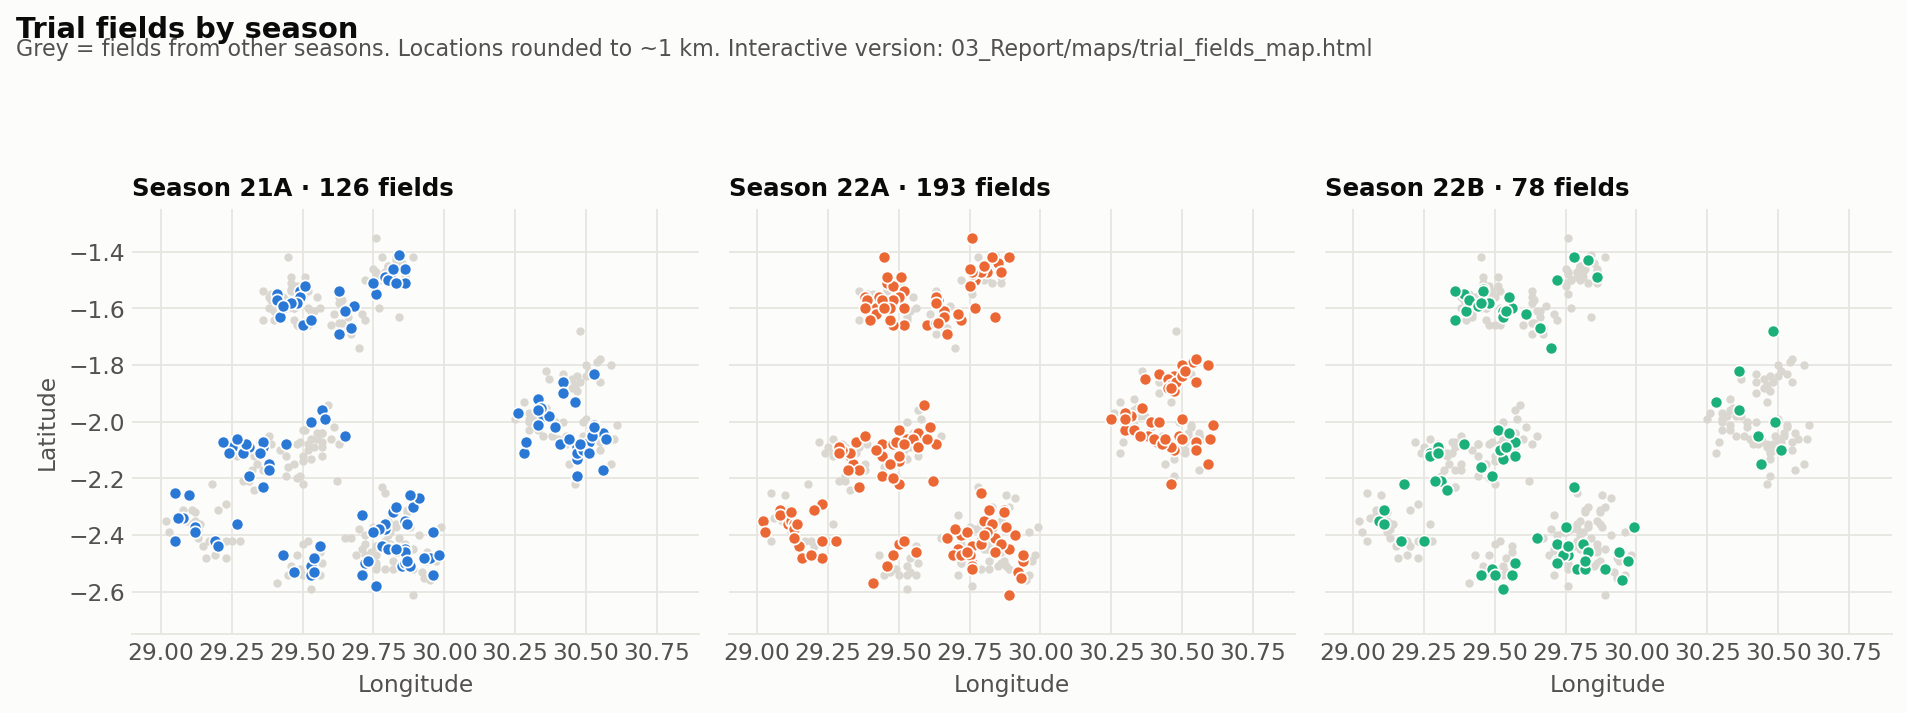 Trial fields by season
Grey = fields from other seasons. Locations rounded to ~1 km. Interactive version: 03_Report/maps/trial_fields_map.html
Season 21A · 126 fields
Season 22A · 193 fields
Season 22B · 78 fields
Latitude
−1.4
−1.6
−1.8
−2.0
−2.2
−2.4
−2.6
29.00 29.25 29.50 29.75 30.00 30.25 30.50 30.75
29.00 29.25 29.50 29.75 30.00 30.25 30.50 30.75
29.00 29.25 29.50 29.75 30.00 30.25 30.50 30.75
Longitude
Longitude
Longitude